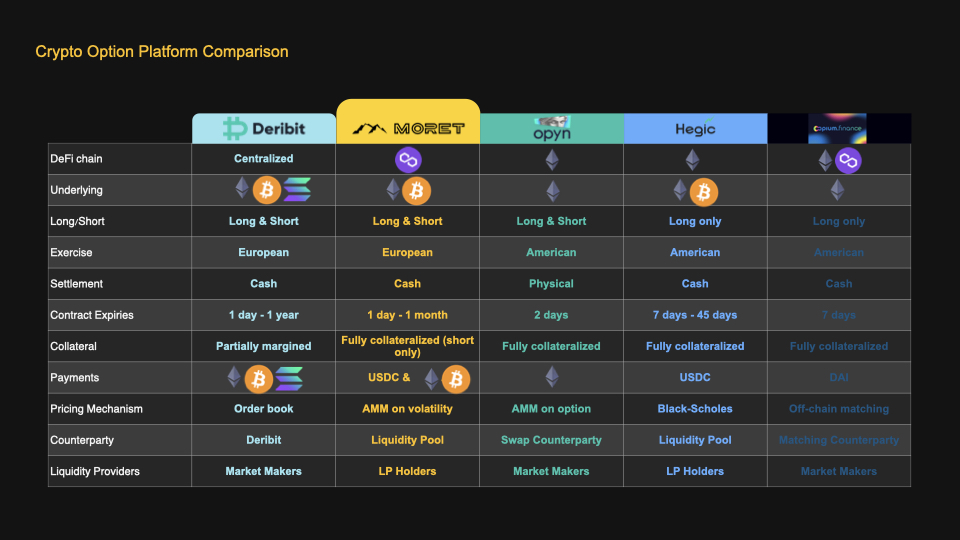 Crypto Option Platform Comparison
Deribit MORET opyn Hegic opium.finance
DeFi chain Centralized
Underlying
Long/Short Long & Short Long & Short Long & Short Long only Long only
Exercise European European American American American
Settlement Cash Cash Physical Cash Cash
Contract Expiries 1 day - 1 year 1 day - 1 month 2 days 7 days - 45 days 7 days
Collateral Partially margined Fully collateralized (short only) Fully collateralized Fully collateralized Fully collateralized
Payments USDC & USDC DAI
Pricing Mechanism Order book AMM on volatility AMM on option Black-Scholes Off-chain matching
Counterparty Deribit Liquidity Pool Swap Counterparty Liquidity Pool Matching Counterparty
Liquidity Providers Market Makers LP Holders Market Makers LP Holders Market Makers